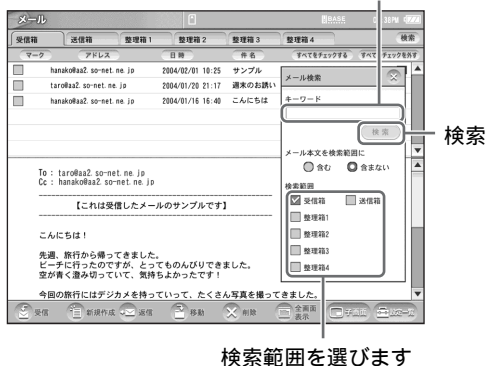 メール
BASE
受信箱 送信箱 整理箱1 整理箱2 整理箱3 整理箱4 検索
マーク アドレス 日時 件名 すべてをチェックする すべてのチェックを外す
hanako@aa2.so-net.ne.jp 2004/02/01 10:25 サンプル
taro@aa2.so-net.ne.jp 2004/01/20 21:17 週末のお誘い
hanako@aa2.so-net.ne.jp 2004/01/16 16:40 こんにちは
メール検索
キーワード
検索
検索
メール本文を検索範囲に
含む 含まない
検索範囲
受信箱 送信箱
整理箱1
整理箱2
整理箱3
整理箱4
To : taro@aa2.so-net.ne.jp
Cc : hanako@aa2.so-net.ne.jp
【これは受信したメールのサンプルです】
こんにちは！
先週、旅行から帰ってきました。
ビーチに行ったのですが、とってものんびりできました。
空が青く澄み切っていて、気持ちよかったです！
今回の旅行にはデジカメを持っていって、たくさん写真を撮ってきました。
受信 新規作成 返信 移動 削除 全画面表示 子画面
検索範囲を選びます